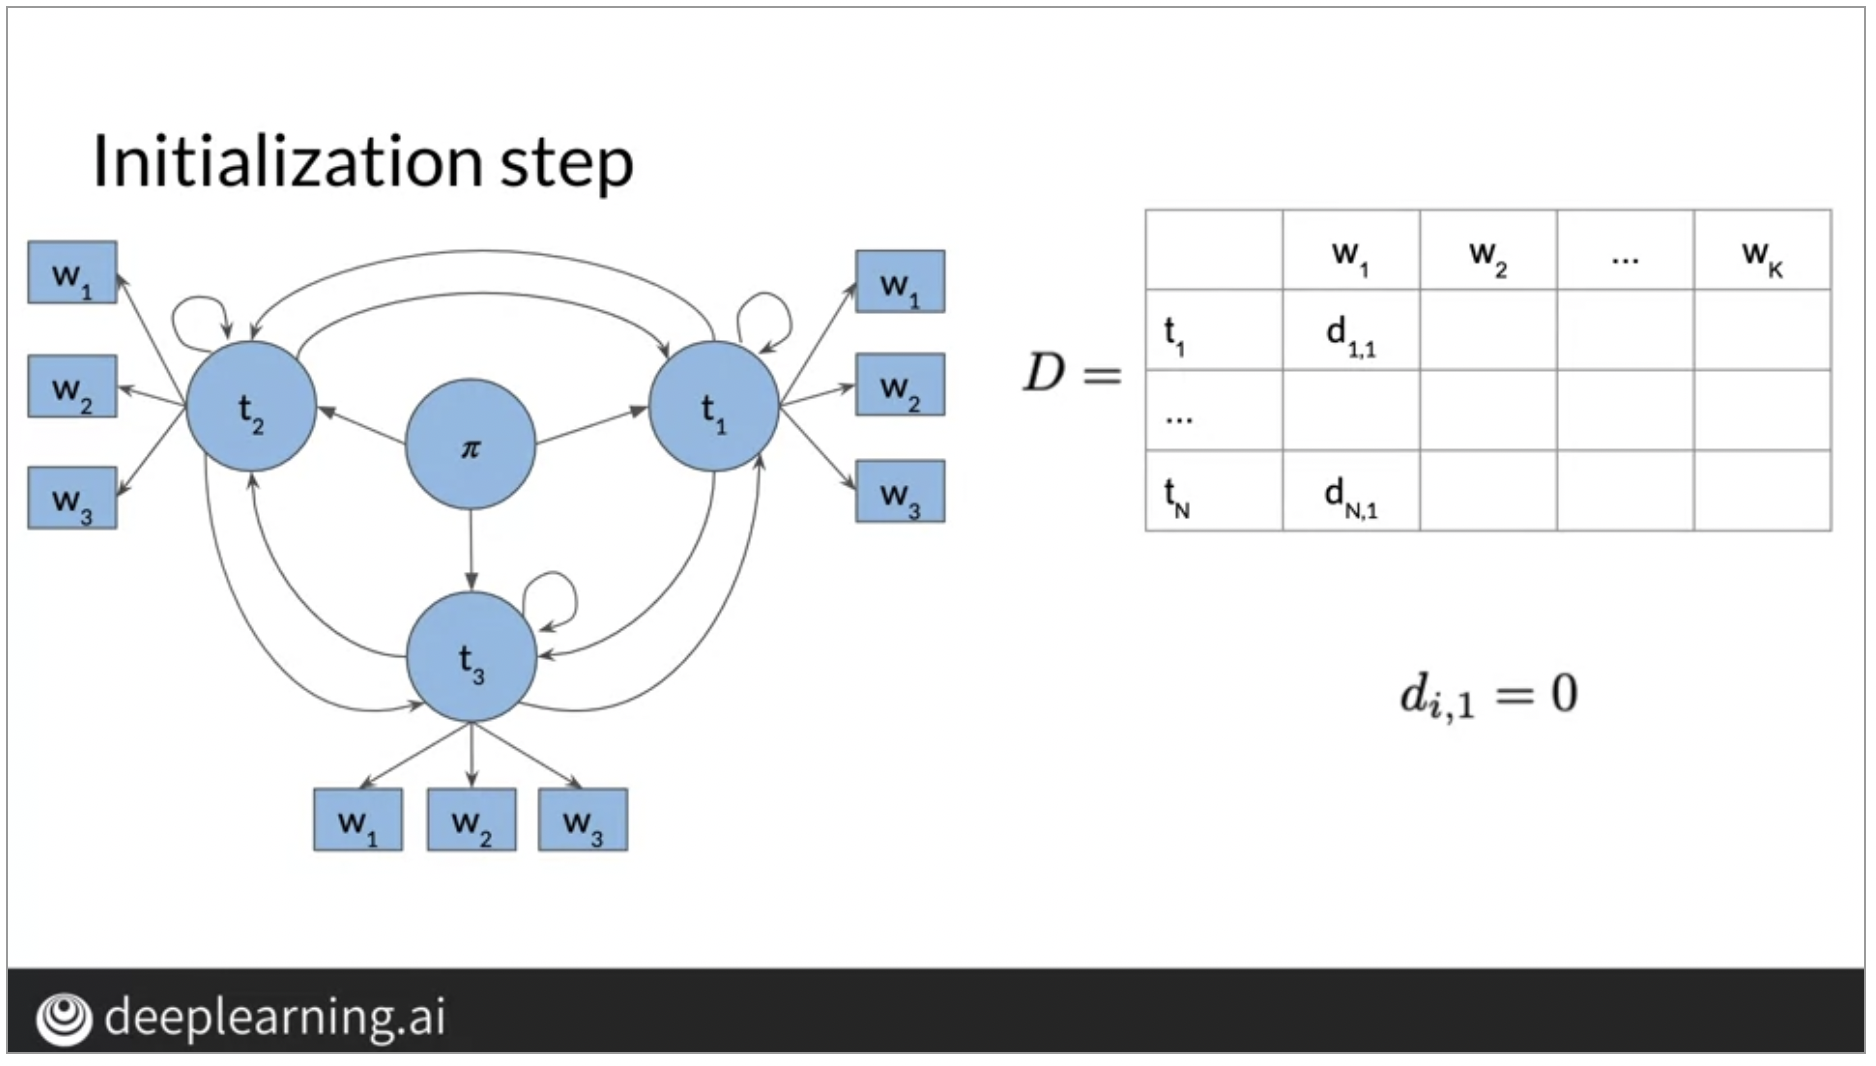 Initialization step
w1
w2
w3
t2
π
t1
w1
w2
w3
t3
w1 w2 w3
D =
w1 w2 ... wK
t1 d1,1
...
tN dN,1
di,1 = 0
deeplearning.ai